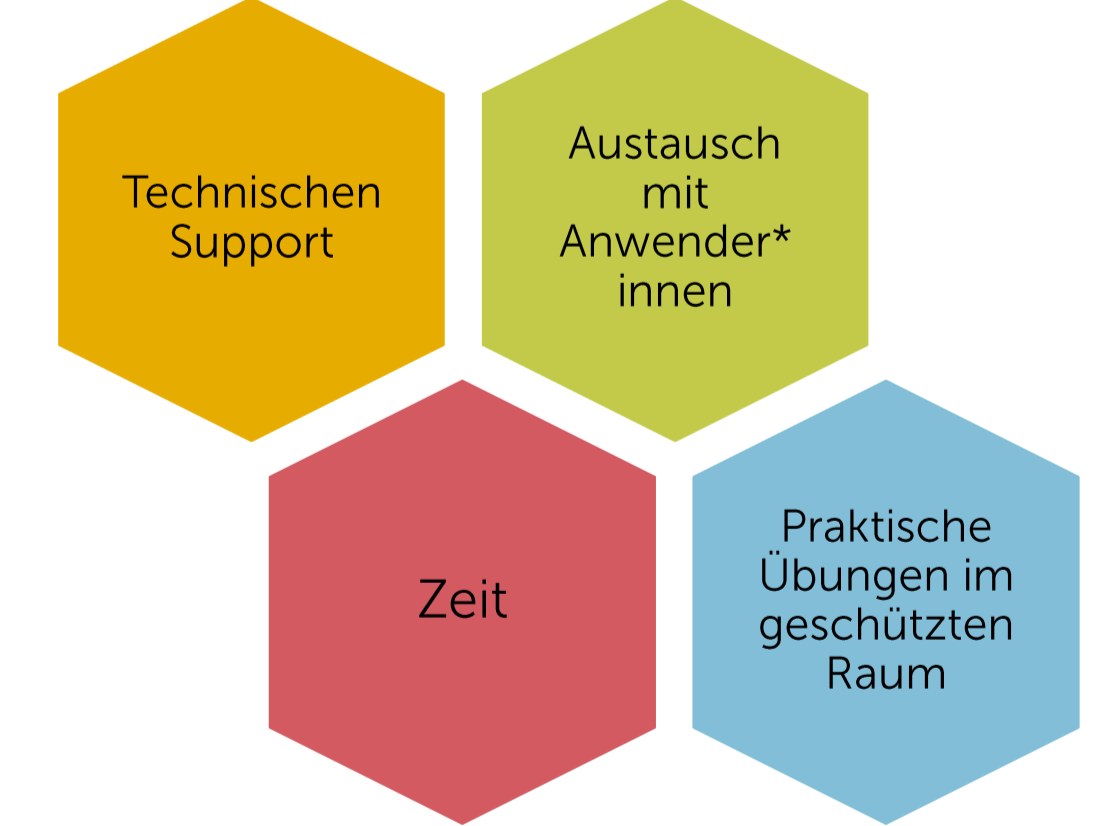 Technischen
Support
Austausch
mit
Anwender*
innen
Zeit
Praktische
Übungen im
geschützten
Raum